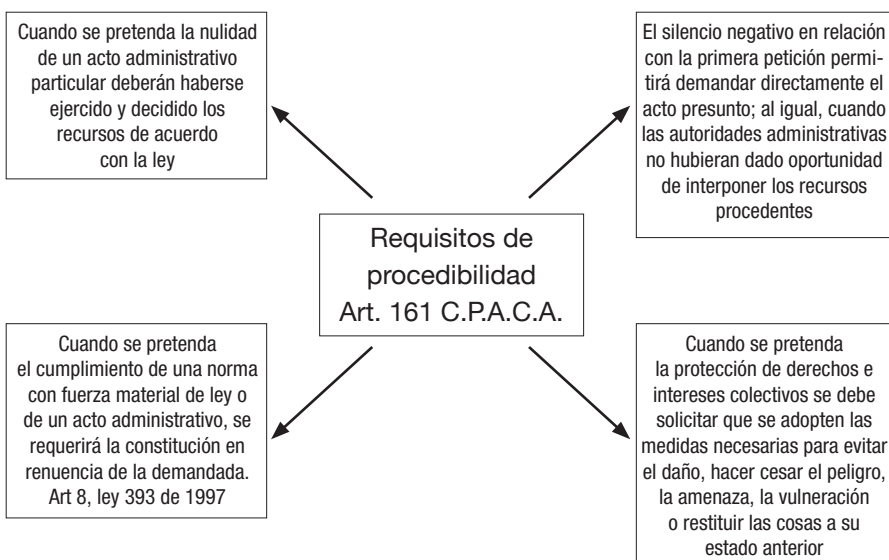 Cuando se pretenda la nulidad
de un acto administrativo
particular deberán haberse
ejercido y decidido los
recursos de acuerdo
con la ley
El silencio negativo en relación
con la primera petición permi-
tirá demandar directamente el
acto presunto; al igual, cuando
las autoridades administrativas
no hubieran dado oportunidad
de interponer los recursos
procedentes
Requisitos de
procedibilidad
Art. 161 C.P.A.C.A.
Cuando se pretenda
el cumplimiento de una norma
con fuerza material de ley o
de un acto administrativo, se
requerirá la constitución en
renuencia de la demandada.
Art 8, ley 393 de 1997
Cuando se pretenda
la protección de derechos e
intereses colectivos se debe
solicitar que se adopten las
medidas necesarias para evitar
el daño, hacer cesar el peligro,
la amenaza, la vulneración
o restituir las cosas a su
estado anterior